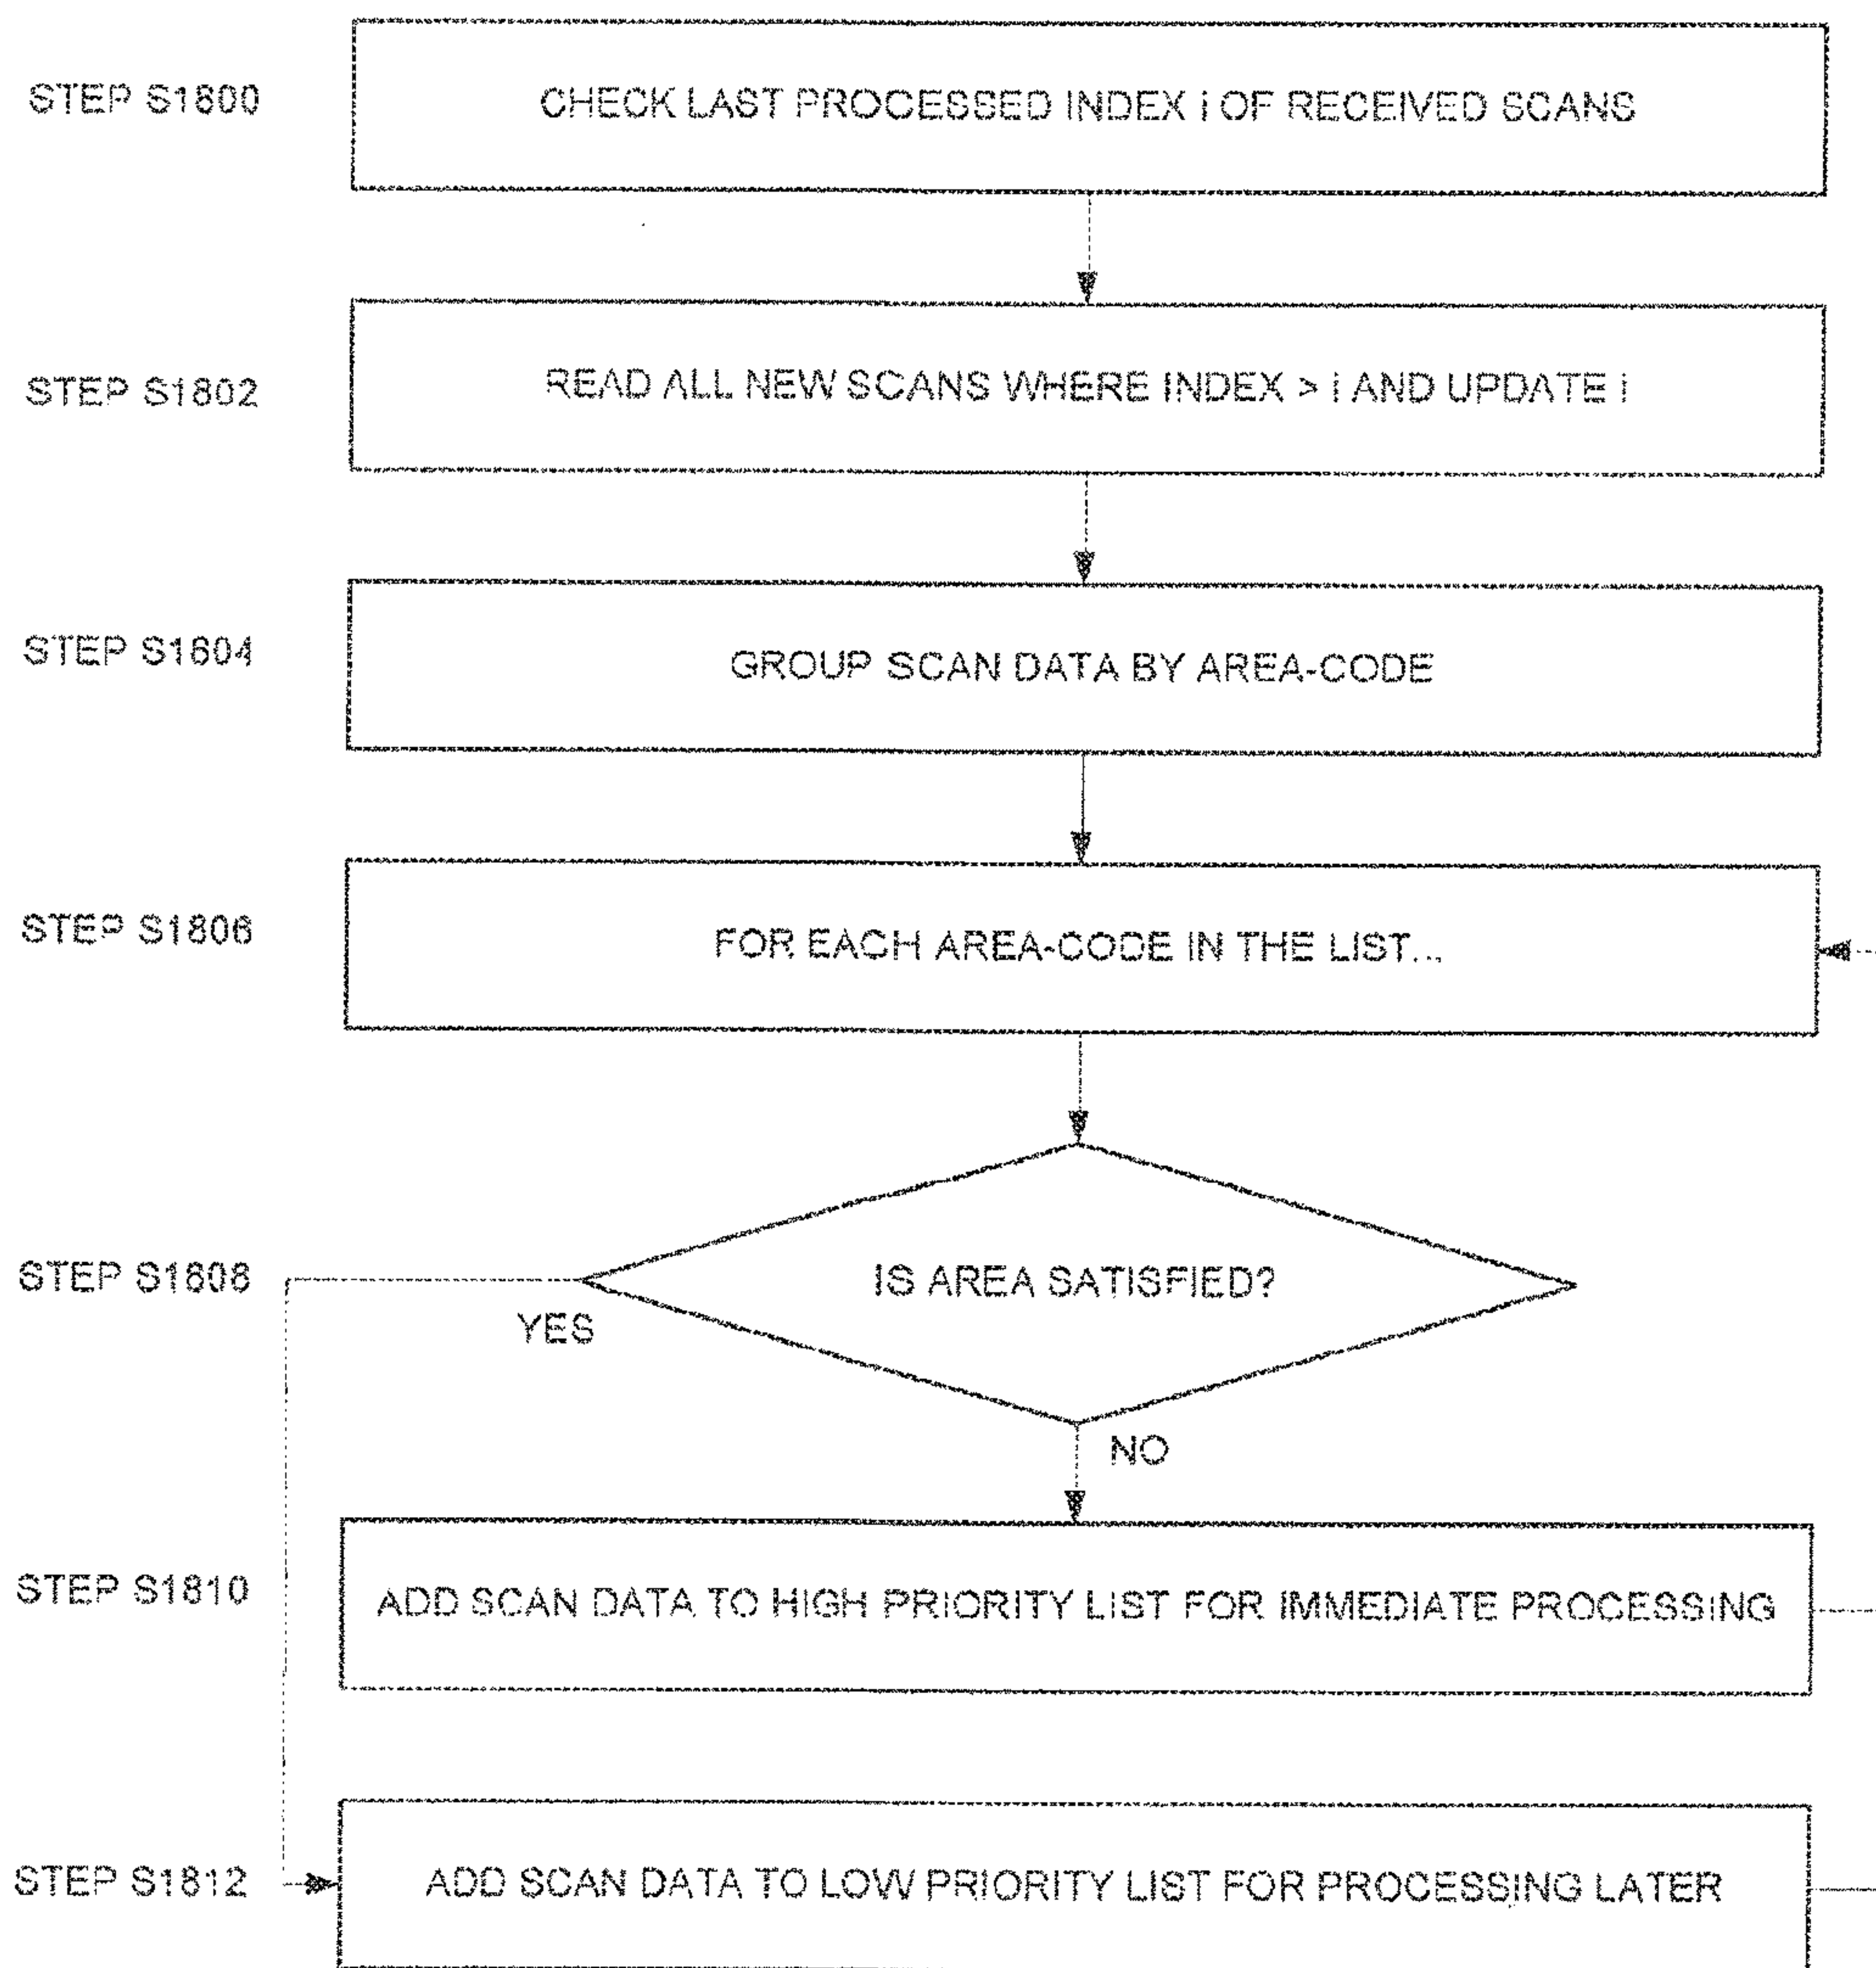 STEP S1800
CHECK LAST PROCESSED INDEX i OF RECEIVED SCANS
STEP S1802
READ ALL NEW SCANS WHERE INDEX > i AND UPDATE i
STEP S1804
GROUP SCAN DATA BY AREA-CODE
STEP S1806
FOR EACH AREA-CODE IN THE LIST...
STEP S1808
IS AREA SATISFIED?
YES
NO
STEP S1810
ADD SCAN DATA TO HIGH PRIORITY LIST FOR IMMEDIATE PROCESSING
STEP S1812
ADD SCAN DATA TO LOW PRIORITY LIST FOR PROCESSING LATER